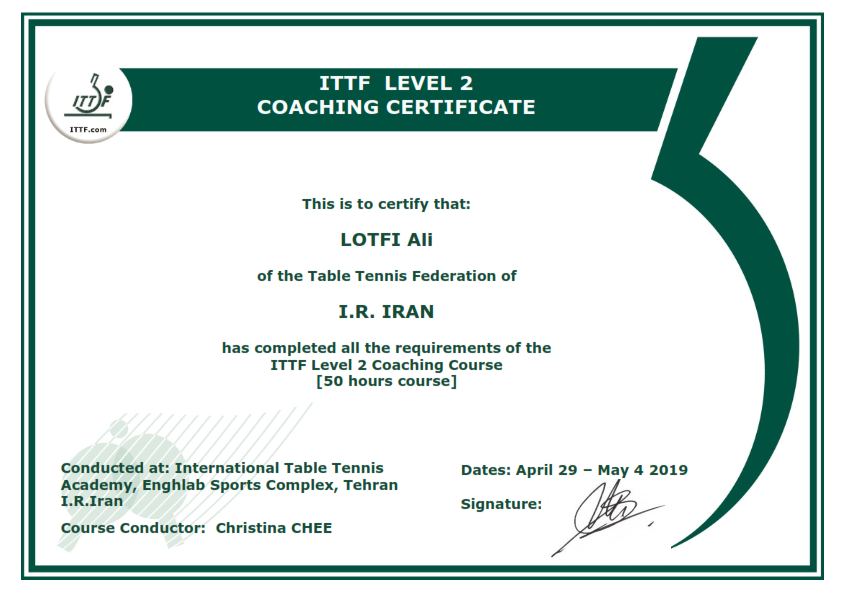 ITTF LEVEL 2
COACHING CERTIFICATE
ITTF
ITTF.com
This is to certify that:
LOTFI Ali
of the Table Tennis Federation of
I.R. IRAN
has completed all the requirements of the
ITTF Level 2 Coaching Course
[50 hours course]
Conducted at: International Table Tennis
Academy, Enghlab Sports Complex, Tehran
I.R.Iran
Course Conductor: Christina CHEE
Dates: April 29 – May 4 2019
Signature: